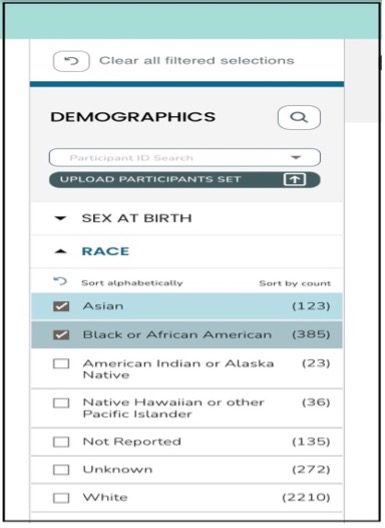 Clear all filtered selections
DEMOGRAPHICS
Participant ID Search
UPLOAD PARTICIPANTS SET
SEX AT BIRTH
RACE
Sort alphabetically Sort by count
Asian (123)
Black or African American (385)
American Indian or Alaska (23)
Native
Native Hawaiian or other (36)
Pacific Islander
Not Reported (135)
Unknown (272)
White (2210)